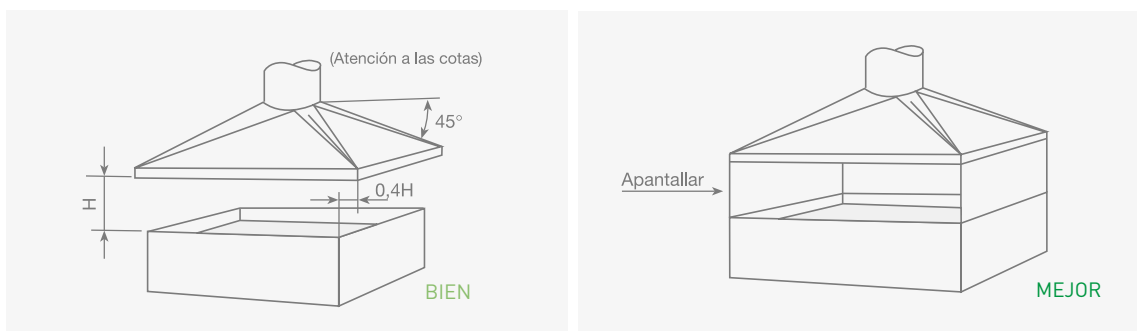 (Atención a las cotas)
45°
0,4H
H
BIEN
Apantallar
MEJOR